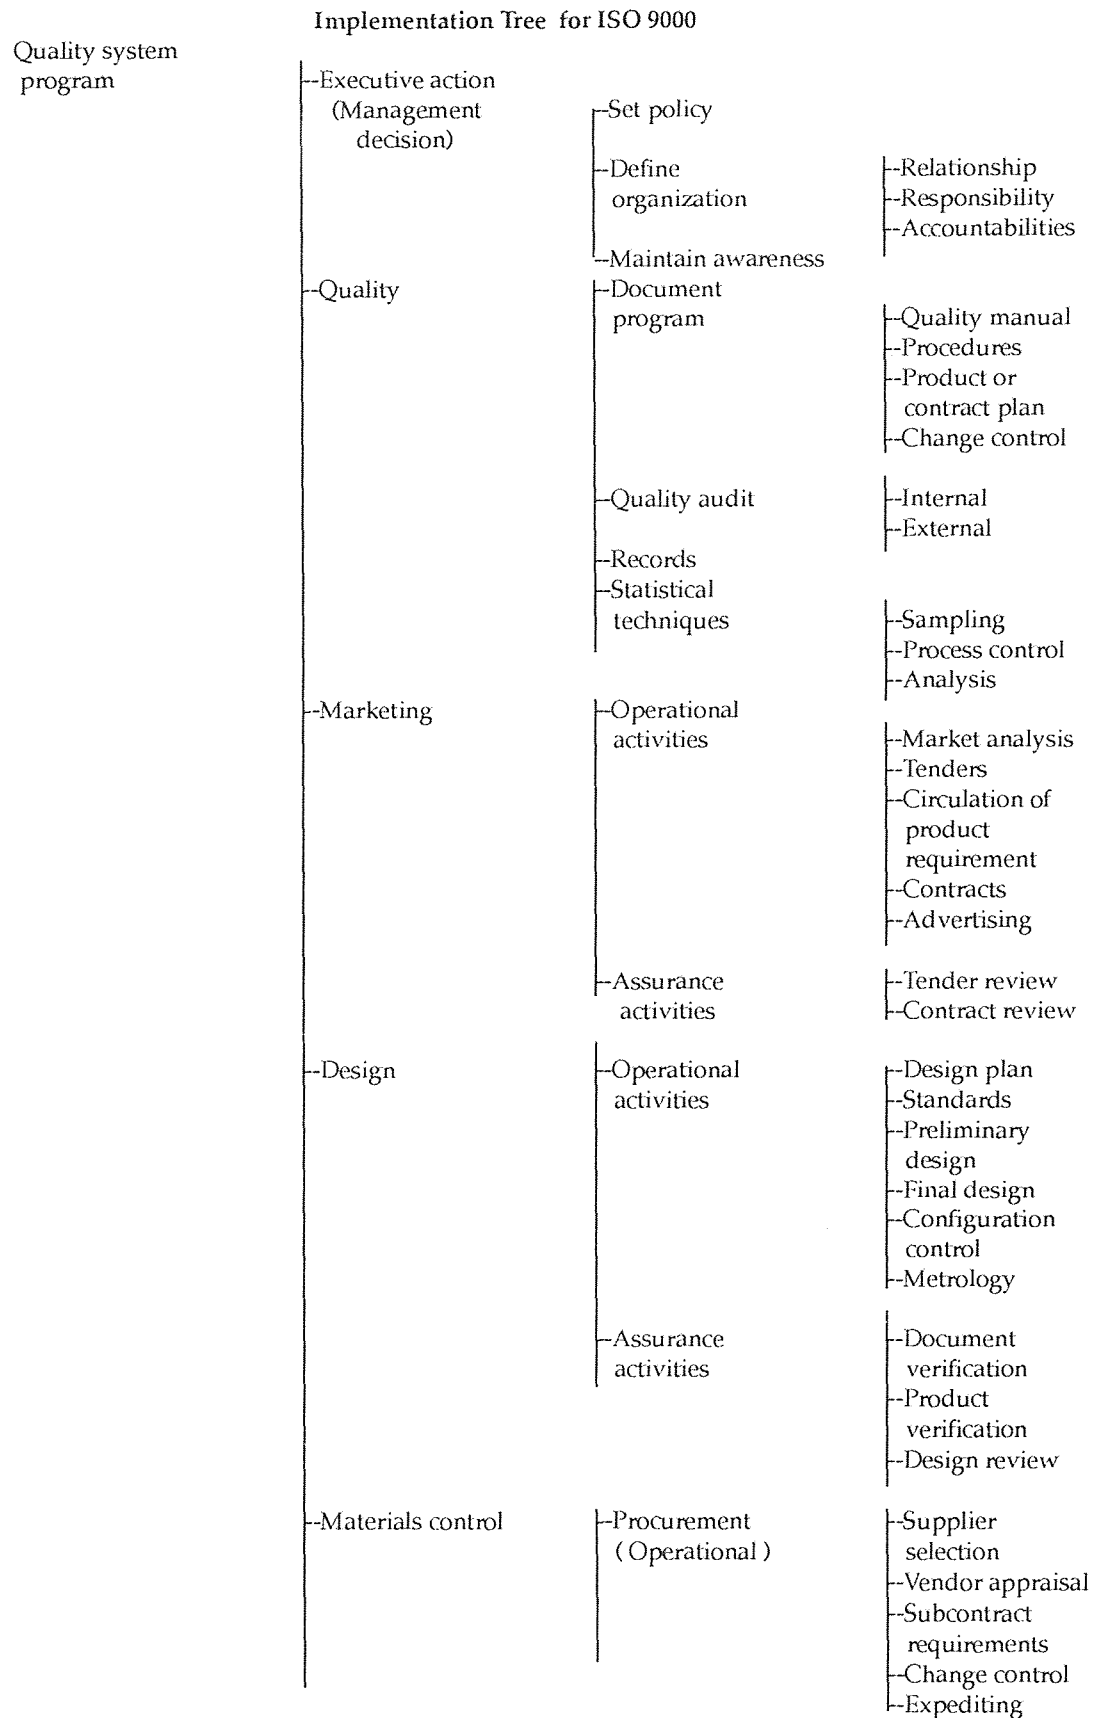 Implementation Tree for ISO 9000
Quality system
program
Executive action
(Management
decision)
Set policy
Define
organization
Relationship
Responsibility
Accountabilities
Maintain awareness
Quality
Document
program
Quality manual
Procedures
Product or
contract plan
Change control
Quality audit
Internal
External
Records
Statistical
techniques
Sampling
Process control
Analysis
Marketing
Operational
activities
Market analysis
Tenders
Circulation of
product
requirement
Contracts
Advertising
Assurance
activities
Tender review
Contract review
Design
Operational
activities
Design plan
Standards
Preliminary
design
Final design
Configuration
control
Metrology
Assurance
activities
Document
verification
Product
verification
Design review
Materials control
Procurement
(Operational)
Supplier
selection
Vendor appraisal
Subcontract
requirements
Change control
Expediting